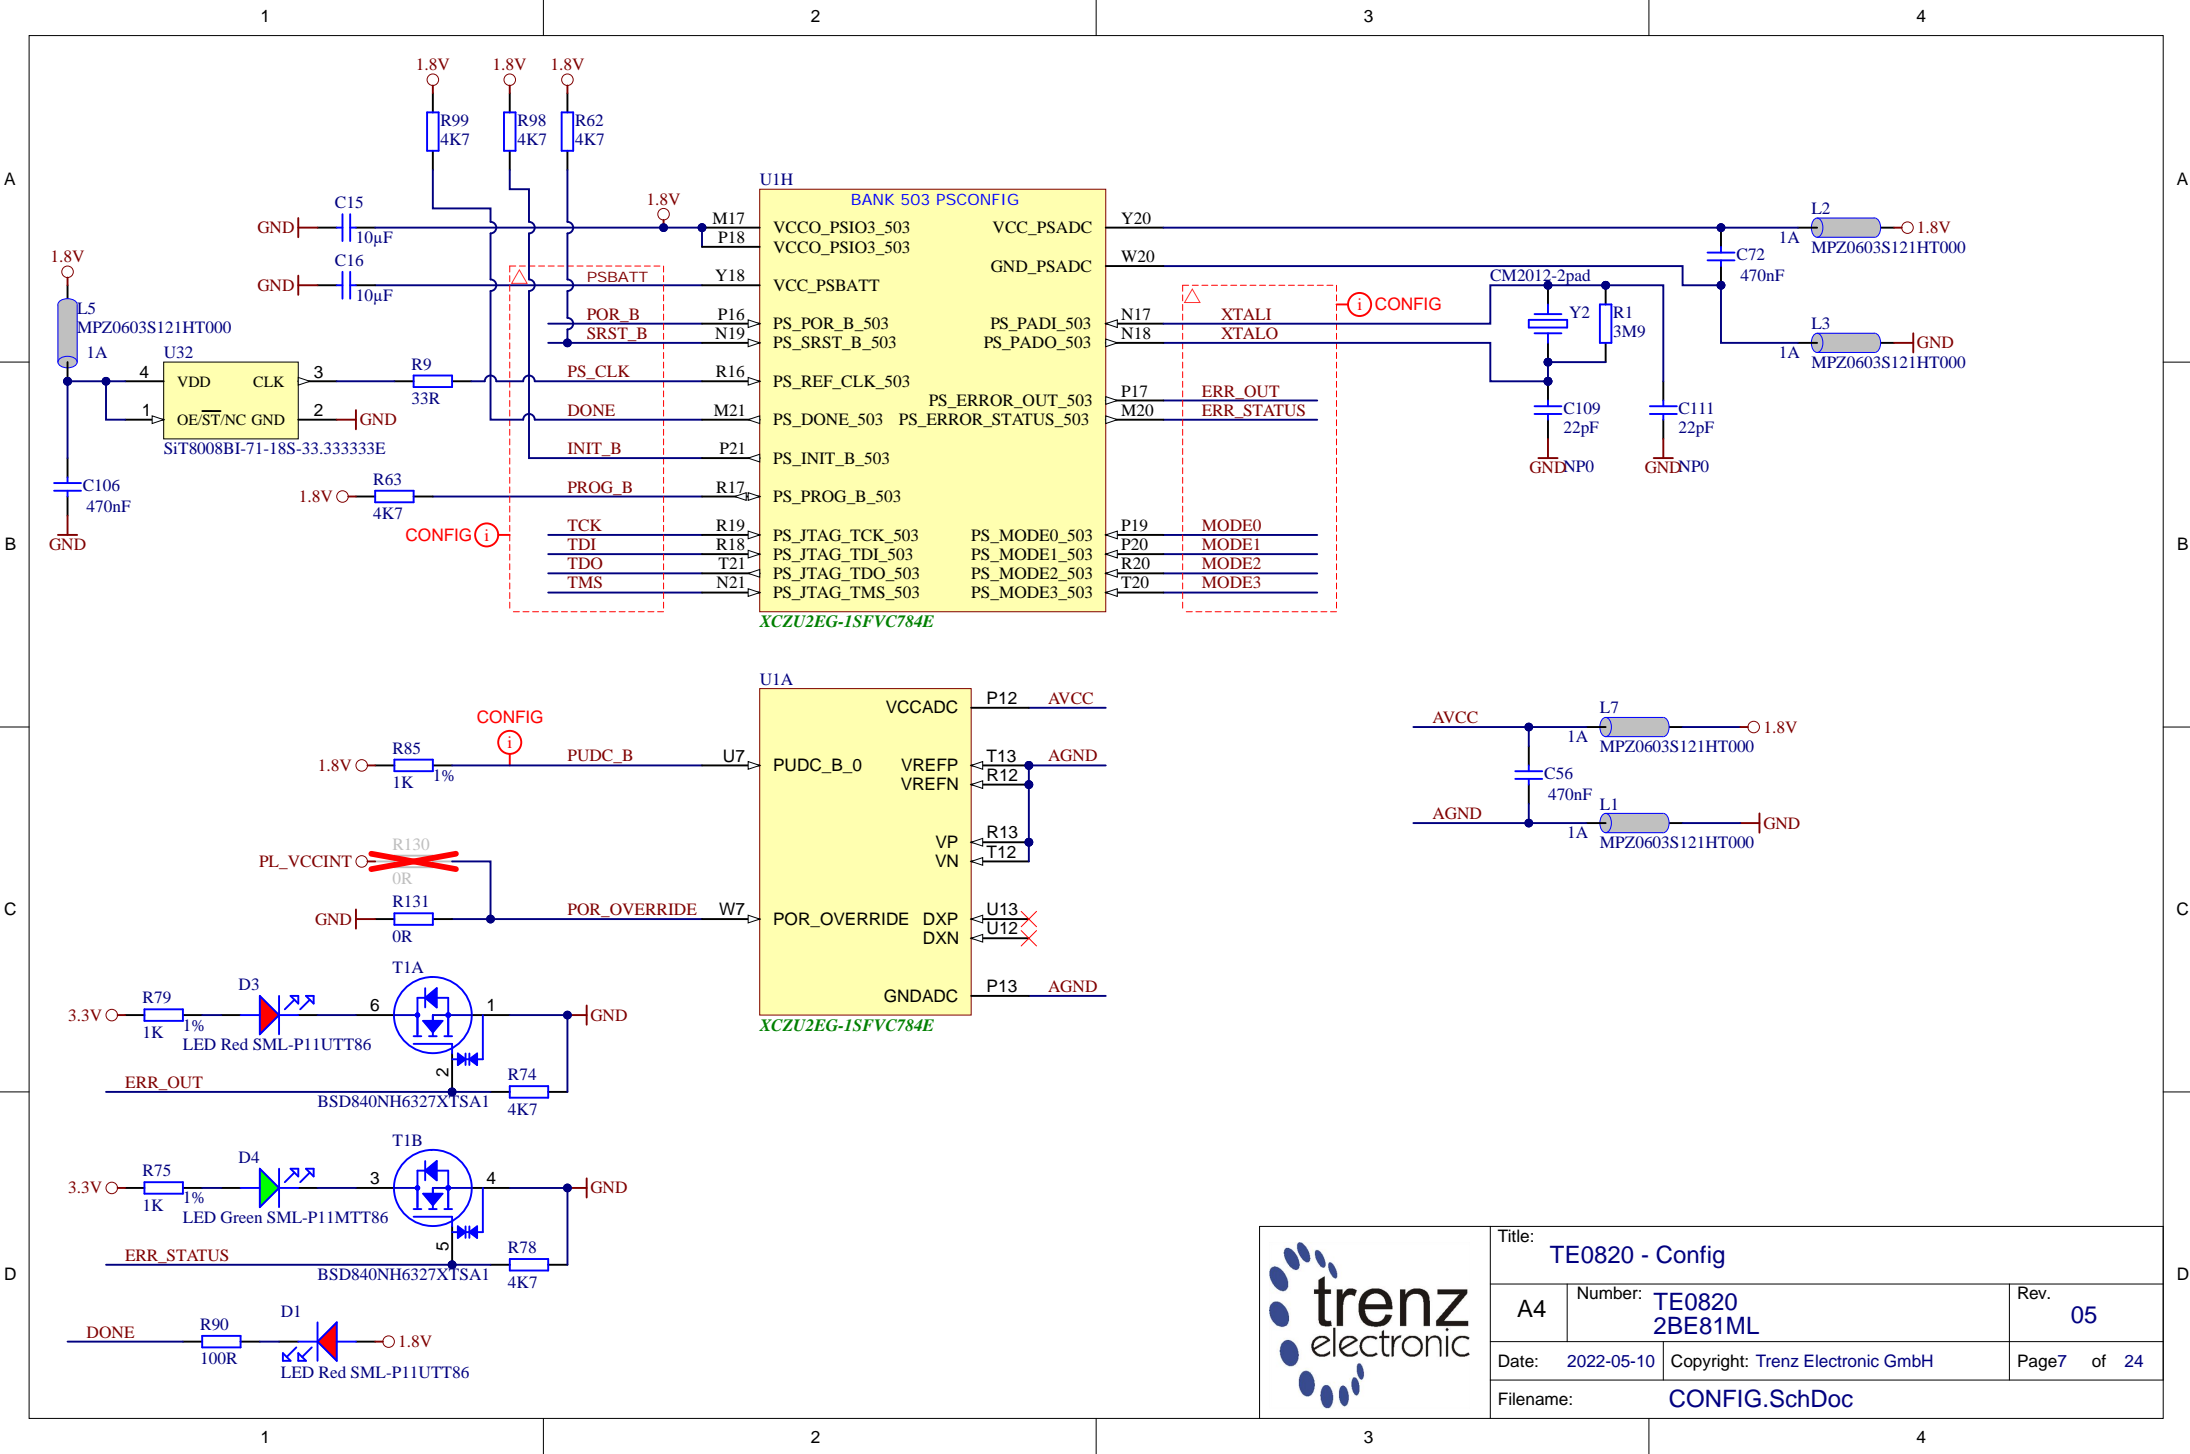 1 2 3 4
A A
B B
C C
D D
1.8V 1.8V 1.8V
R99
4K7
R98
4K7
R62
4K7
C15
GND
10µF
1.8V
C16
GND
10µF
1.8V
L5
MPZ0603S121HT000
1A
U32
4 VDD CLK 3
1 OE/ST/NC GND 2
GND
SiT8008BI-71-18S-33.333333E
R9
33R
C106
470nF
GND
1.8V
R63
4K7
CONFIG i
PSBATT
POR_B
SRST_B
PS_CLK
DONE
INIT_B
PROG_B
TCK
TDI
TDO
TMS
U1H
BANK 503 PSCONFIG
M17 VCCO_PSIO3_503
P18 VCCO_PSIO3_503
Y18 VCC_PSBATT
P16 PS_POR_B_503
N19 PS_SRST_B_503
R16 PS_REF_CLK_503
M21 PS_DONE_503
P21 PS_INIT_B_503
R17 PS_PROG_B_503
R19 PS_JTAG_TCK_503
R18 PS_JTAG_TDI_503
T21 PS_JTAG_TDO_503
N21 PS_JTAG_TMS_503
VCC_PSADC Y20
GND_PSADC W20
PS_PADI_503 N17 XTALI
PS_PADO_503 N18 XTALO
PS_ERROR_OUT_503 P17 ERR_OUT
PS_ERROR_STATUS_503 M20 ERR_STATUS
PS_MODE0_503 P19 MODE0
PS_MODE1_503 P20 MODE1
PS_MODE2_503 R20 MODE2
PS_MODE3_503 T20 MODE3
XCZU2EG-1SFVC784E
i CONFIG
CM2012-2pad
Y2
R1
3M9
C109
22pF
GND NP0
C111
22pF
GND NP0
L2
1A
1.8V
MPZ0603S121HT000
C72
470nF
L3
1A
GND
MPZ0603S121HT000
U1A
VCCADC P12 AVCC
U7 PUDC_B_0
VREFP T13 AGND
VREFN R12
VP R13
VN T12
W7 POR_OVERRIDE
DXP U13
DXN U12
GNDADC P13 AGND
XCZU2EG-1SFVC784E
CONFIG
i
1.8V
R85
1K
1%
PUDC_B
PL_VCCINT
R130
0R
GND
R131
0R
POR_OVERRIDE
AVCC
L7
1A
1.8V
MPZ0603S121HT000
C56
470nF
AGND
L1
1A
GND
MPZ0603S121HT000
3.3V
R79
1K
1%
D3
LED Red SML-P11UTT86
T1A
6 1
2
GND
ERR_OUT
BSD840NH6327XTSA1
R74
4K7
3.3V
R75
1K
1%
D4
LED Green SML-P11MTT86
T1B
3 4
5
GND
ERR_STATUS
BSD840NH6327XTSA1
R78
4K7
DONE
R90
100R
D1
1.8V
LED Red SML-P11UTT86
trenz
electronic
Title:
TE0820 - Config
A4
Number: TE0820
2BE81ML
Rev.
05
Date: 2022-05-10
Copyright: Trenz Electronic GmbH
Page7 of 24
Filename: CONFIG.SchDoc
1 2 3 4